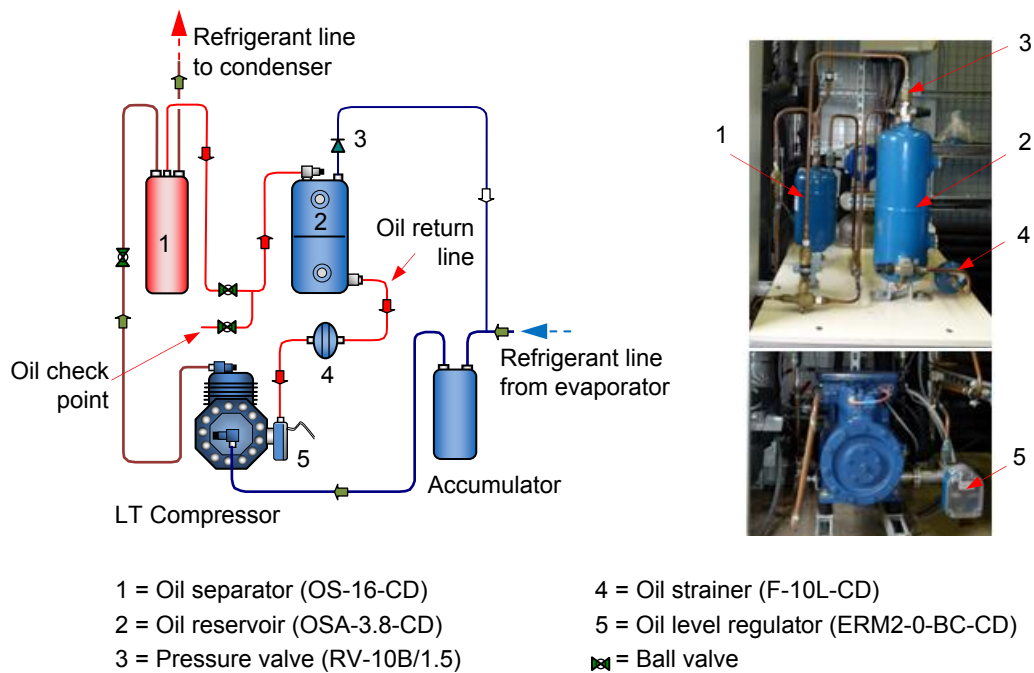 Refrigerant line
to condenser
3
1
2
Oil return
line
Oil check
point
4
Refrigerant line
from evaporator
5
Accumulator
LT Compressor
3
1
2
4
5
1 = Oil separator (OS-16-CD)
2 = Oil reservoir (OSA-3.8-CD)
3 = Pressure valve (RV-10B/1.5)
4 = Oil strainer (F-10L-CD)
5 = Oil level regulator (ERM2-0-BC-CD)
= Ball valve